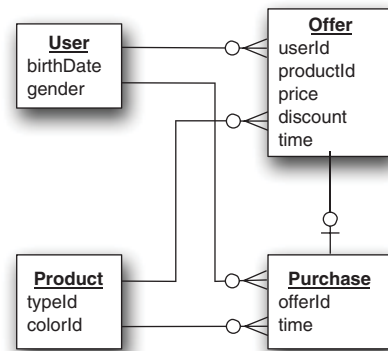 User
birthDate
gender
Offer
userId
productId
price
discount
time
Product
typeId
colorId
Purchase
offerId
time